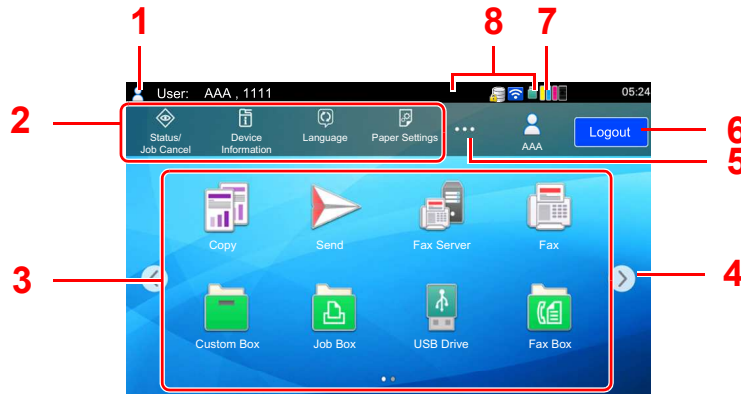 1
8
7
User: AAA , 1111
05:24
2
Status/
Job Cancel
Device
Information
Language
Paper Settings
AAA
Logout
6
5
Copy
Send
Fax Server
Fax
3
4
Custom Box
Job Box
USB Drive
Fax Box